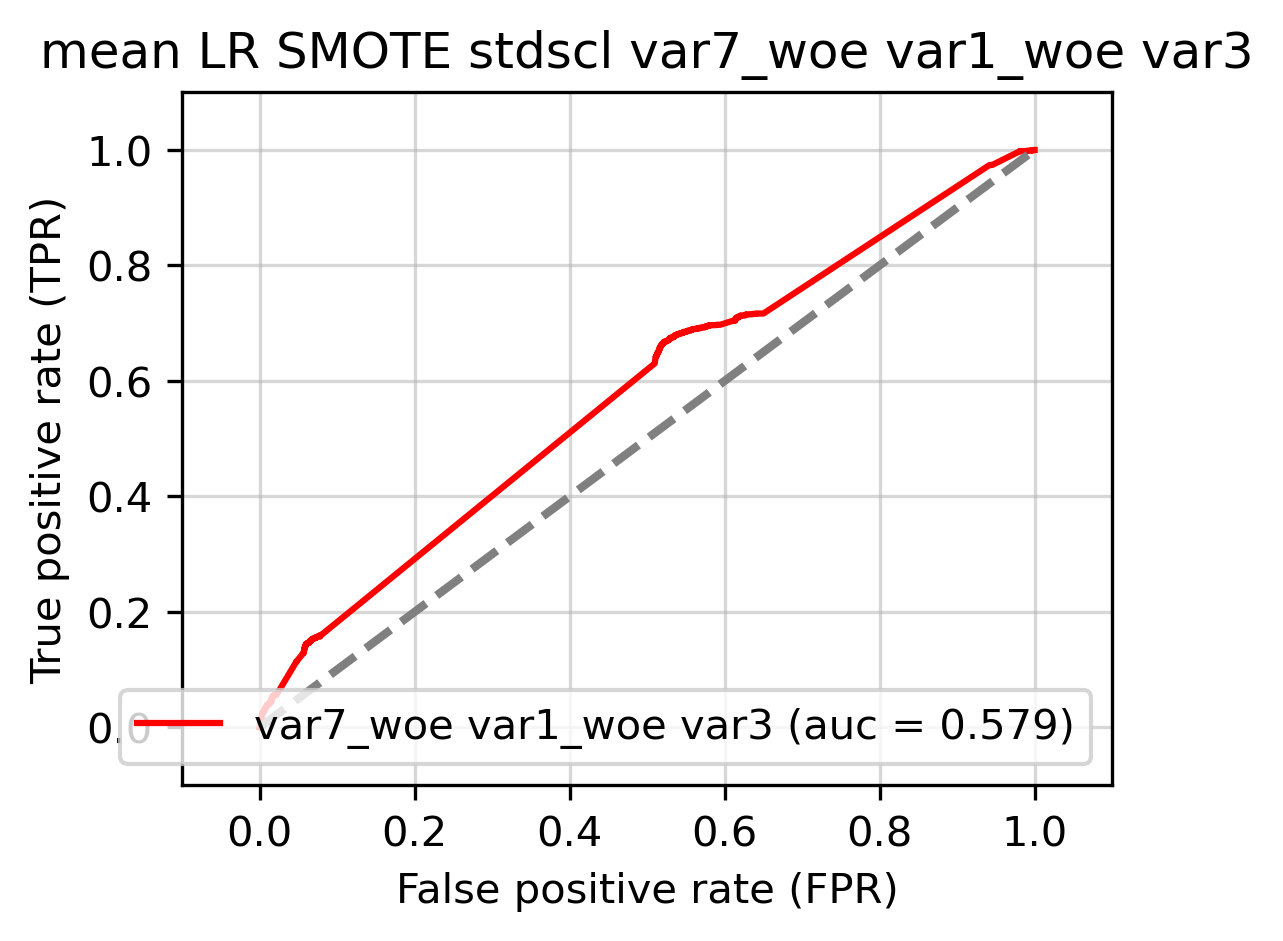 mean LR SMOTE stdscl var7_woe var1_woe var3
True positive rate (TPR)
1.0
0.8
0.6
0.4
0.2
0.0
var7_woe var1_woe var3 (auc = 0.579)
0.0 0.2 0.4 0.6 0.8 1.0
False positive rate (FPR)